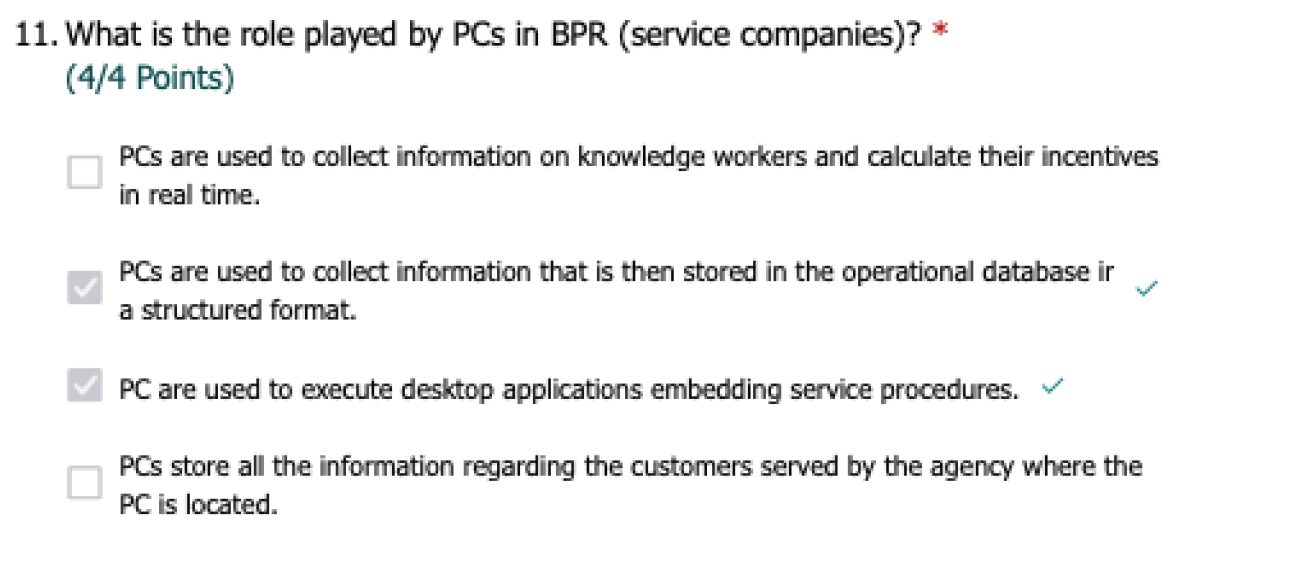 11. What is the role played by PCs in BPR (service companies)? *
(4/4 Points)
PCs are used to collect information on knowledge workers and calculate their incentives
in real time.
PCs are used to collect information that is then stored in the operational database ir
a structured format.
PC are used to execute desktop applications embedding service procedures.
PCs store all the information regarding the customers served by the agency where the
PC is located.